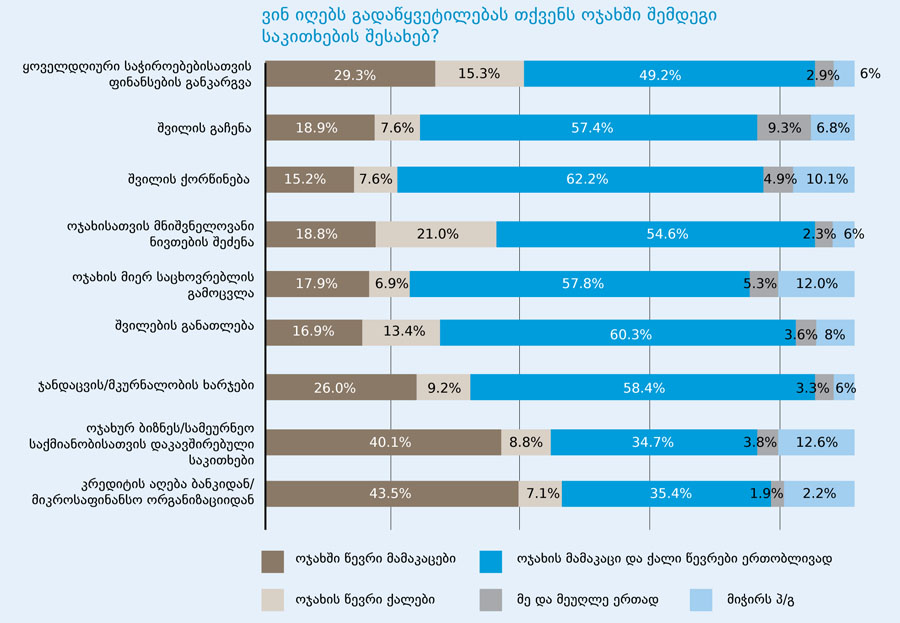 ვინ იღებს გადაწყვეტილებას თქვენს ოჯახში შემდეგი
საკითხების შესახებ?
ყოველდღიური საჭიროებებისათვის
ფინანსების განკარგვა
29.3% 15.3% 49.2% 2.9% 6%
შვილის გაჩენა
18.9% 7.6% 57.4% 9.3% 6.8%
შვილის ქორწინება
15.2% 7.6% 62.2% 4.9% 10.1%
ოჯახისათვის მნიშვნელოვანი
ნივთების შეძენა
18.8% 21.0% 54.6% 2.3% 6%
ოჯახის მიერ საცხოვრებლის
გამოცვლა
17.9% 6.9% 57.8% 5.3% 12.0%
შვილების განათლება
16.9% 13.4% 60.3% 3.6% 8%
ჯანდაცვის/მკურნალობის ხარჯები
26.0% 9.2% 58.4% 3.3% 6%
ოჯახურ ბიზნეს/სამეურნეო
საქმიანობისათვის დაკავშირებული
საკითხები
40.1% 8.8% 34.7% 3.8% 12.6%
კრედიტის აღება ბანკიდან/
მიკროსაფინანსო ორგანიზაციიდან
43.5% 7.1% 35.4% 1.9% 2.2%
ოჯახში წევრი მამაკაცები ოჯახის მამაკაცი და ქალი წევრები ერთობლივად
ოჯახის წევრი ქალები მე და მეუღლე ერთად მიჭირს პ/გ